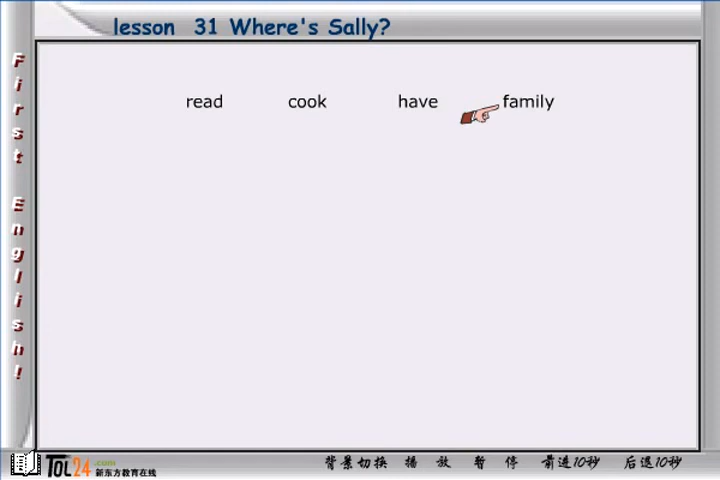 lesson 31 Where's Sally?
First English!
read cook have family
TOL24.com 新东方教育在线
背景切换 播放 暂停 前进10秒 后退10秒